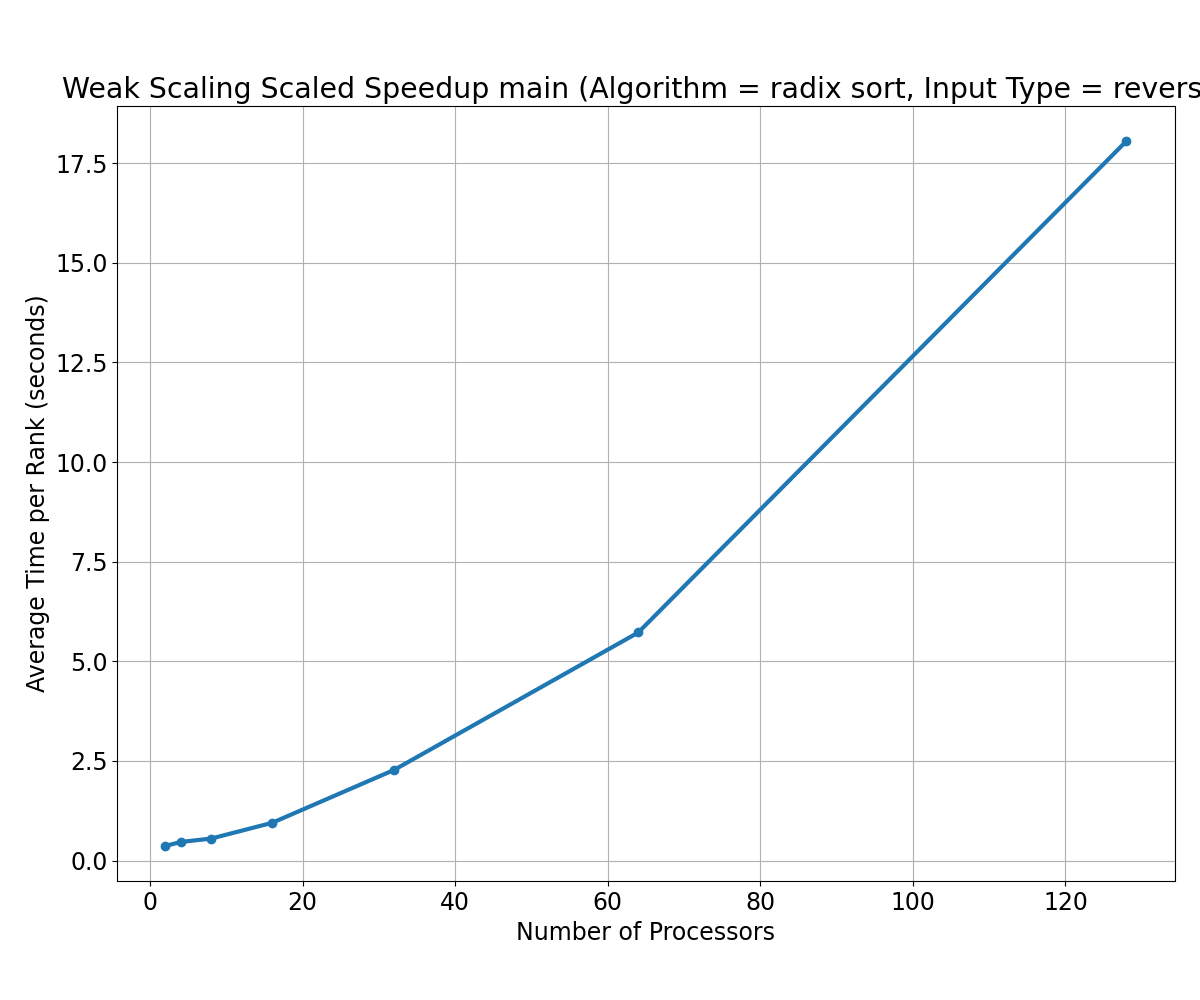 Weak Scaling Scaled Speedup main (Algorithm = radix sort, Input Type = revers
17.5
15.0
12.5
10.0
7.5
5.0
2.5
0.0
Average Time per Rank (seconds)
0 20 40 60 80 100 120
Number of Processors